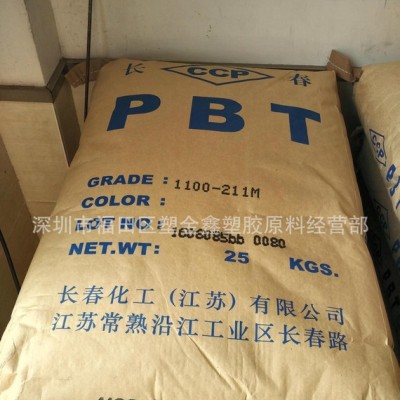 长 CCP 春
PBT
GRADE: 1100-211M
COLOR:
深圳市福田区塑金鑫塑胶原料经营部
NET.WT: 25 KGS.
长春化工(江苏)有限公司
江苏常熟沿江工业区长春路